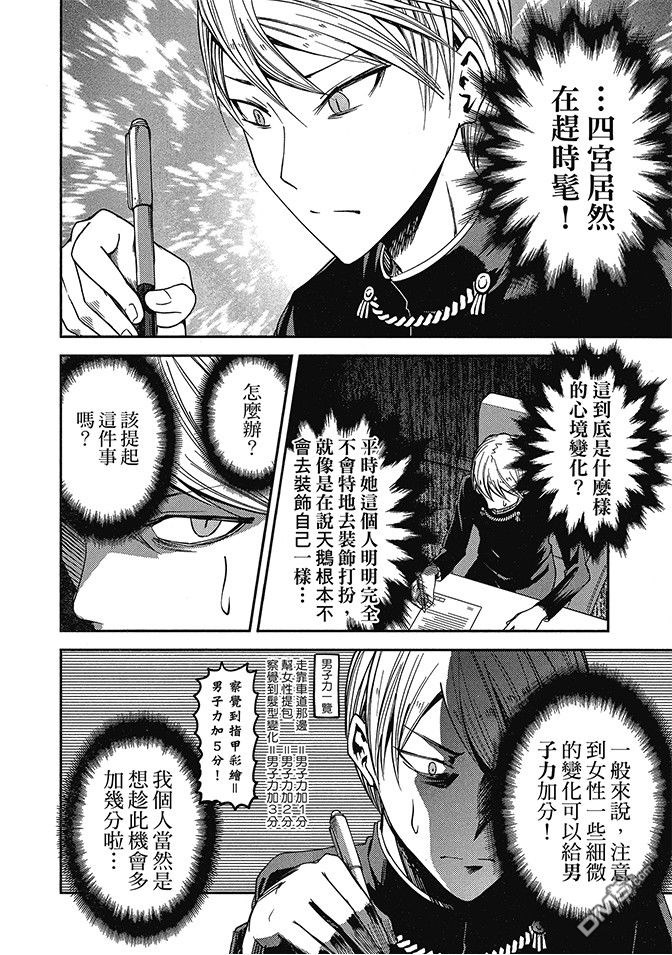 …四宮居然
在趕時髦！
這到底是什麼樣
的心境變化？
平時她這個人明明完全
不會特地去裝飾打扮，
就像是在說天鵝根本不
會去裝飾自己一樣…
怎麼辦？
該提起
這件事
嗎？
一般來說，注意
到女性一些細微
的變化可以給男
子力加分！
男子力一覽
走靠車道那邊＝男子力加1分
幫女性提包＝男子力加2分
察覺到髮型變化＝男子力加3分
察覺到指甲彩繪＝
男子力加5分！
我個人當然是
想趁此機會多
加幾分啦…
DM5.com